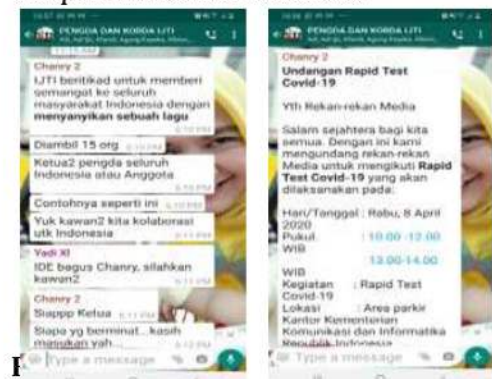 PENGDA DAN KORDA IJTI
Chanry 2
IJTI beritikad untuk memberi
semangat ke seluruh
masyarakat Indonesia dengan
menyanyikan sebuah lagu
Diambil 15 org
Ketua2 pengda seluruh
Indonesia atau Anggota
Contohnya seperti ini
Yuk kawan2 kita kolaborasi
utk Indonesia
Yadi XI
IDE bagus Chanry, silahkan
kawan2
Chanry 2
Siappp Ketua
Siapa yg berminat.. kasih
masukan yah...
Type a message
PENGDA DAN KORDA IJTI
Chanry 2
Undangan Rapid Test
Covid-19
Yth Rekan-rekan Media
Salam sejahtera bagi kita
semua. Dengan ini kami
mengundang rekan-rekan
Media untuk mengikuti Rapid
Test Covid-19 yang akan
dilaksanakan pada:
Hari/Tanggal : Rabu, 8 April
2020
Pukul : 10.00 -12.00
WIB
13.00-14.00
WIB
Kegiatan : Rapid Test
Covid-19
Lokasi : Area parkir
Kantor Kementerian
Komunikasi dan Informatika
Republik Indonesia
Type a message